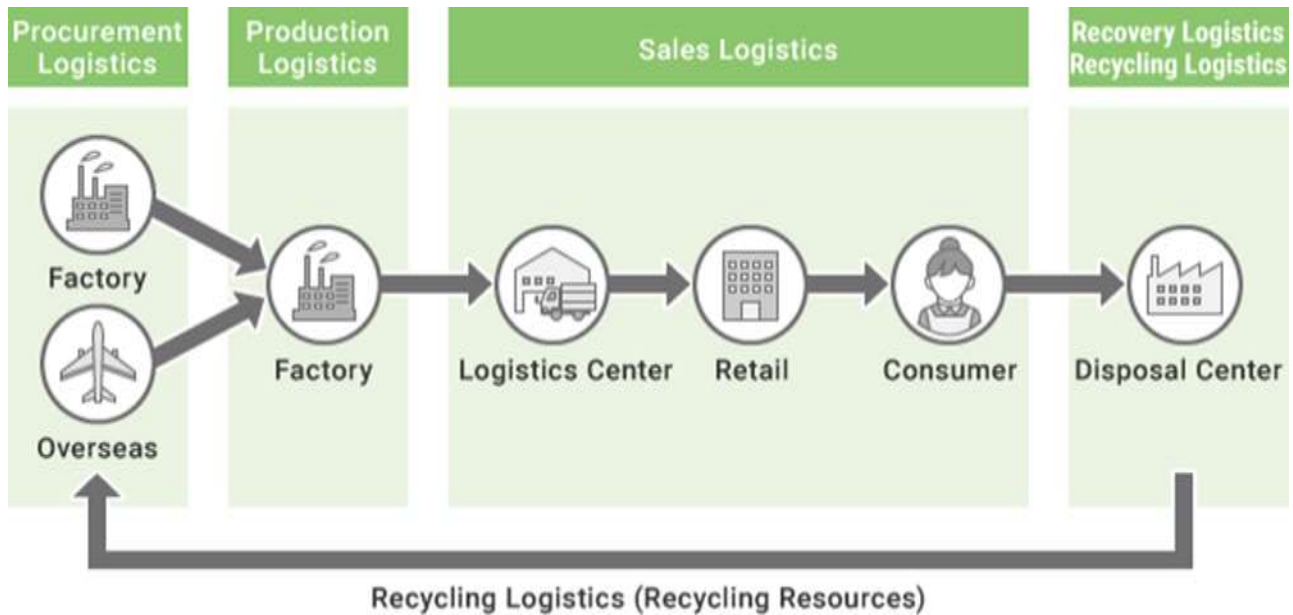 Procurement
Logistics
Production
Logistics
Sales Logistics
Recovery Logistics
Recycling Logistics
Factory
Overseas
Factory
Logistics Center
Retail
Consumer
Disposal Center
Recycling Logistics (Recycling Resources)